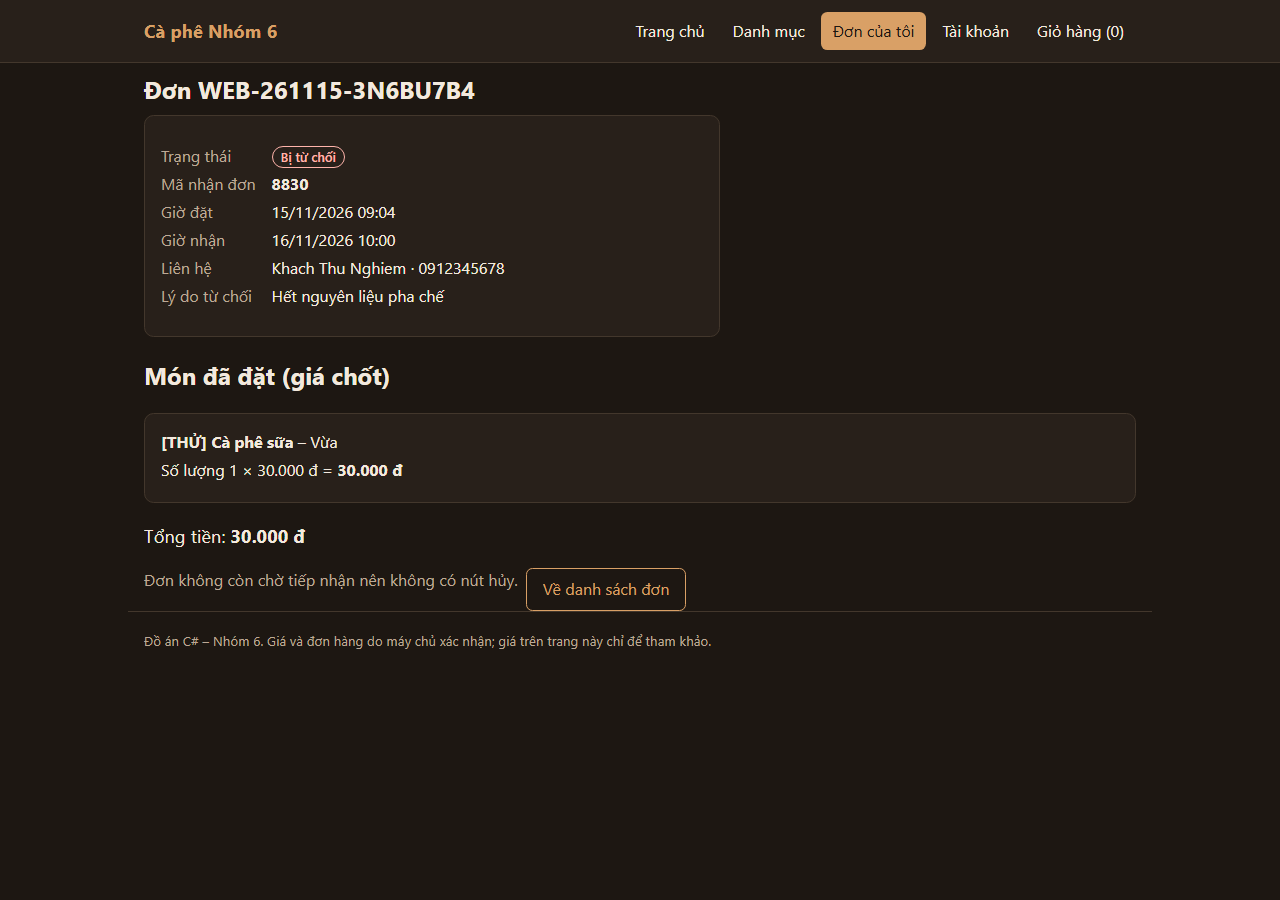 Cà phê Nhóm 6
Trang chủ
Danh mục
Đơn của tôi
Tài khoản
Giỏ hàng (0)
Đơn WEB-261115-3N6BU7B4
Trạng thái Bị từ chối
Mã nhận đơn 8830
Giờ đặt 15/11/2026 09:04
Giờ nhận 16/11/2026 10:00
Liên hệ Khach Thu Nghiem · 0912345678
Lý do từ chối Hết nguyên liệu pha chế
Món đã đặt (giá chốt)
[THỬ] Cà phê sữa – Vừa
Số lượng 1 × 30.000 đ = 30.000 đ
Tổng tiền: 30.000 đ
Đơn không còn chờ tiếp nhận nên không có nút hủy.
Về danh sách đơn
Đồ án C# – Nhóm 6. Giá và đơn hàng do máy chủ xác nhận; giá trên trang này chỉ để tham khảo.